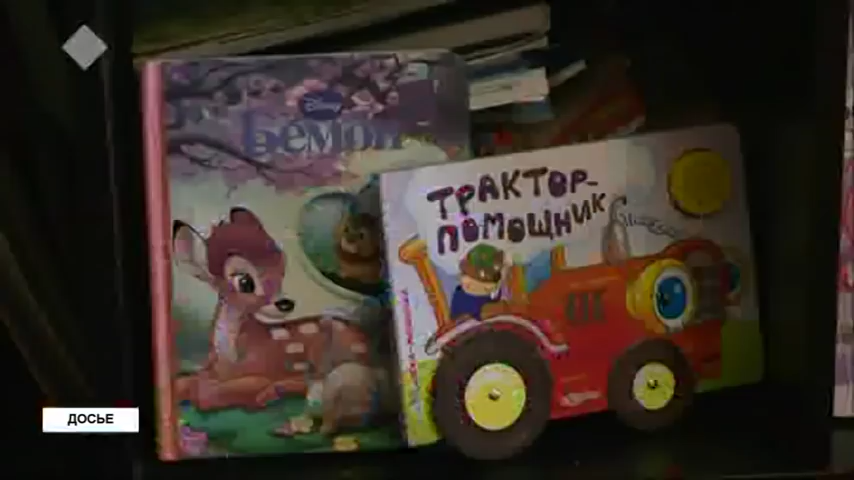 Disney
Бемби
ТРАКТОР-
ПОМОЩНИК
ДОСЬЕ